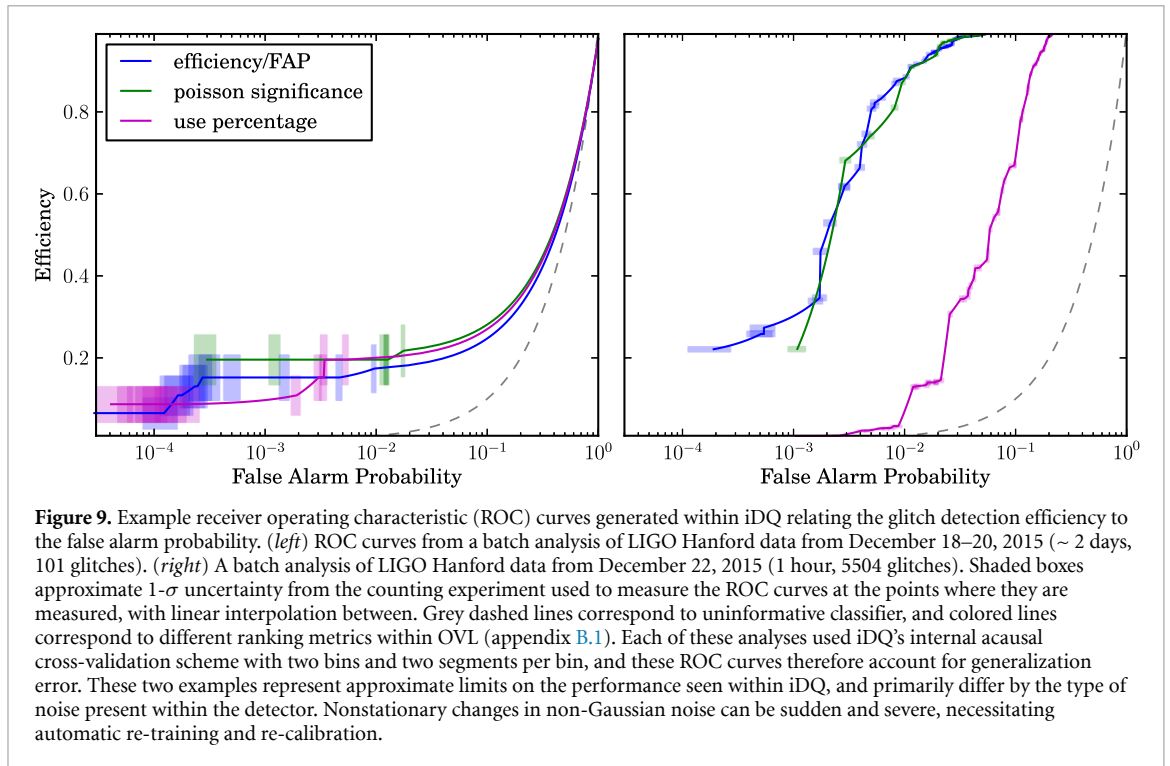 efficiency/FAP
poisson significance
use percentage
0.8
0.6
0.4
0.2
Efficiency
10⁻⁴ 10⁻³ 10⁻² 10⁻¹ 10⁰
False Alarm Probability
10⁻⁴ 10⁻³ 10⁻² 10⁻¹ 10⁰
False Alarm Probability
Figure 9. Example receiver operating characteristic (ROC) curves generated within iDQ relating the glitch detection efficiency to
the false alarm probability. (left) ROC curves from a batch analysis of LIGO Hanford data from December 18–20, 2015 (~ 2 days,
101 glitches). (right) A batch analysis of LIGO Hanford data from December 22, 2015 (1 hour, 5504 glitches). Shaded boxes
approximate 1-σ uncertainty from the counting experiment used to measure the ROC curves at the points where they are
measured, with linear interpolation between. Grey dashed lines correspond to uninformative classifier, and colored lines
correspond to different ranking metrics within OVL (appendix B.1). Each of these analyses used iDQ's internal acausal
cross-validation scheme with two bins and two segments per bin, and these ROC curves therefore account for generalization
error. These two examples represent approximate limits on the performance seen within iDQ, and primarily differ by the type of
noise present within the detector. Nonstationary changes in non-Gaussian noise can be sudden and severe, necessitating
automatic re-training and re-calibration.